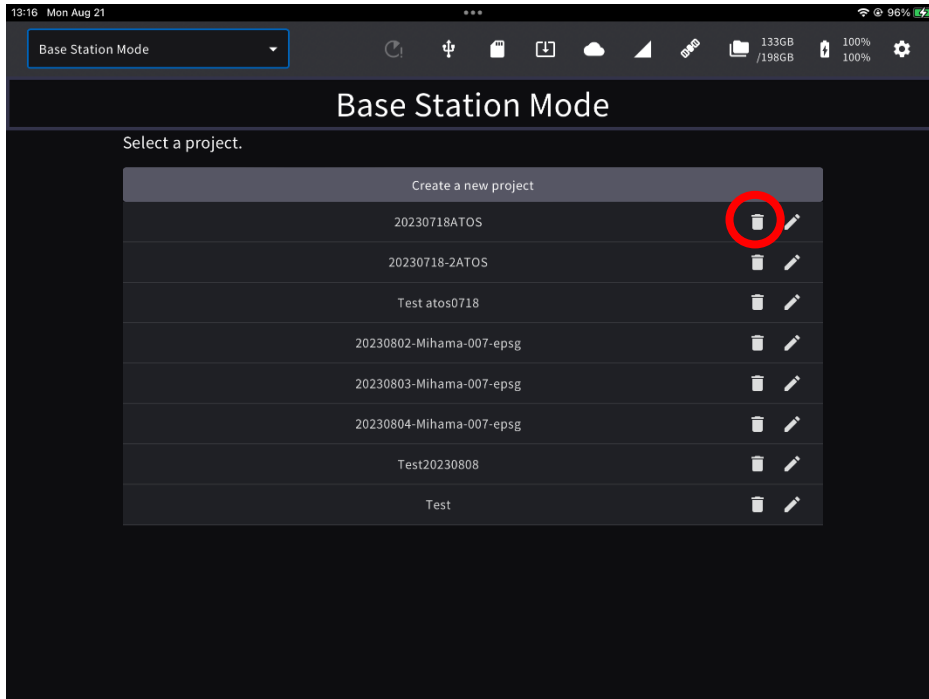 13:16 Mon Aug 21
96%
Base Station Mode
133GB
/198GB
100%
100%
Base Station Mode
Select a project.
Create a new project
20230718ATOS
20230718-2ATOS
Test atos0718
20230802-Mihama-007-epsg
20230803-Mihama-007-epsg
20230804-Mihama-007-epsg
Test20230808
Test